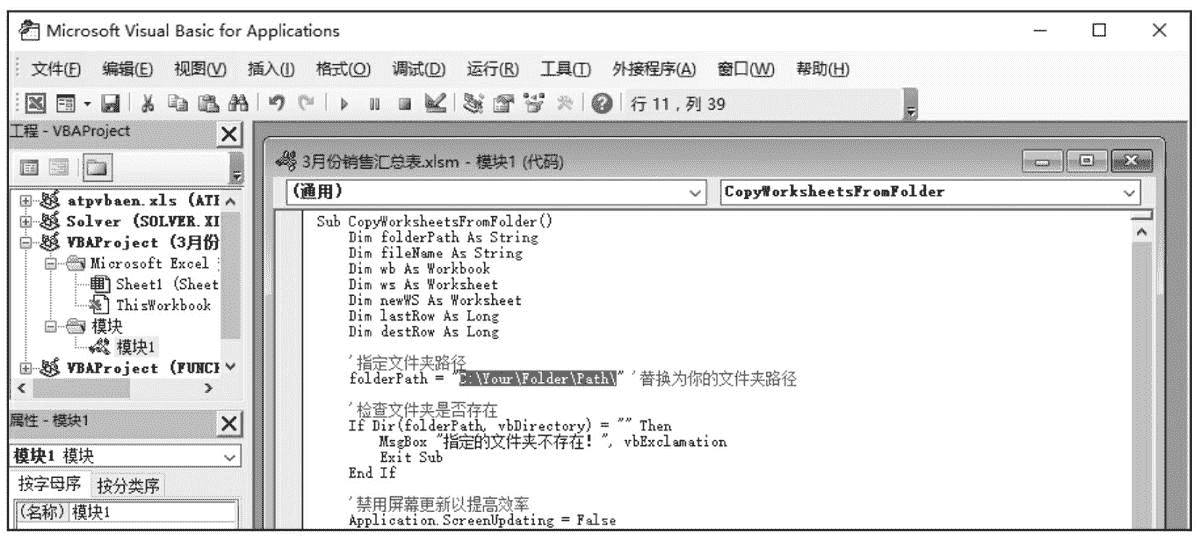 Microsoft Visual Basic for Applications
文件(F) 编辑(E) 视图(V) 插入(I) 格式(O) 调试(D) 运行(R) 工具(T) 外接程序(A) 窗口(W) 帮助(H)
行 11 , 列 39
工程 - VBAProject
atpvbaen.xls (ATI
Solver (SOLVER.XI
VBAProject (3月份
Microsoft Excel
Sheet1 (Sheet
ThisWorkbook
模块
模块1
VBAProject (FUNCI
属性 - 模块1
模块1 模块
按字母序 按分类序
(名称) 模块1
3月份销售汇总表.xlsm - 模块1 (代码)
(通用) CopyWorksheetsFromFolder
Sub CopyWorksheetsFromFolder()
Dim folderPath As String
Dim fileName As String
Dim wb As Workbook
Dim ws As Worksheet
Dim newWS As Worksheet
Dim lastRow As Long
Dim destRow As Long
'指定文件夹路径
folderPath = "C:\Your\Folder\Path\" '替换为你的文件夹路径
'检查文件夹是否存在
If Dir(folderPath, vbDirectory) = "" Then
MsgBox "指定的文件夹不存在！", vbExclamation
Exit Sub
End If
'禁用屏幕更新以提高效率
Application.ScreenUpdating = False